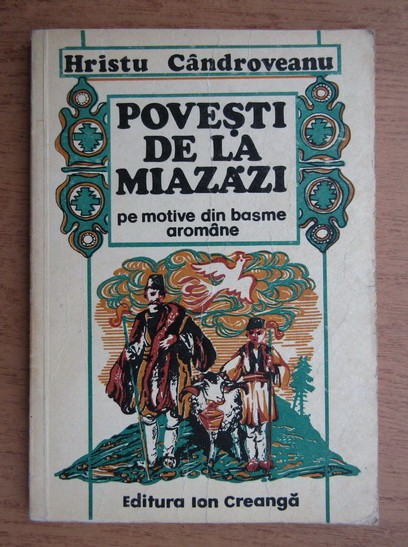 Hristu Cândroveanu
POVEȘTI
DE LA
MIAZĂZI
pe motive din basme
aromâne
Editura Ion Creangă